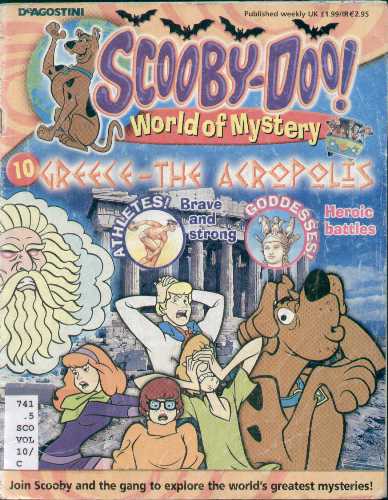 DeAGOSTINI
Published weekly UK £1.99/IR€2.95
SCOOBY-DOO!
World of Mystery
10 GREECE-THE ACROPOLIS
ATHLETES!
Brave
and
strong
GODDESSES!
Heroic
battles
741
.5
SCO
VOL
10/
C
Join Scooby and the gang to explore the world's greatest mysteries!